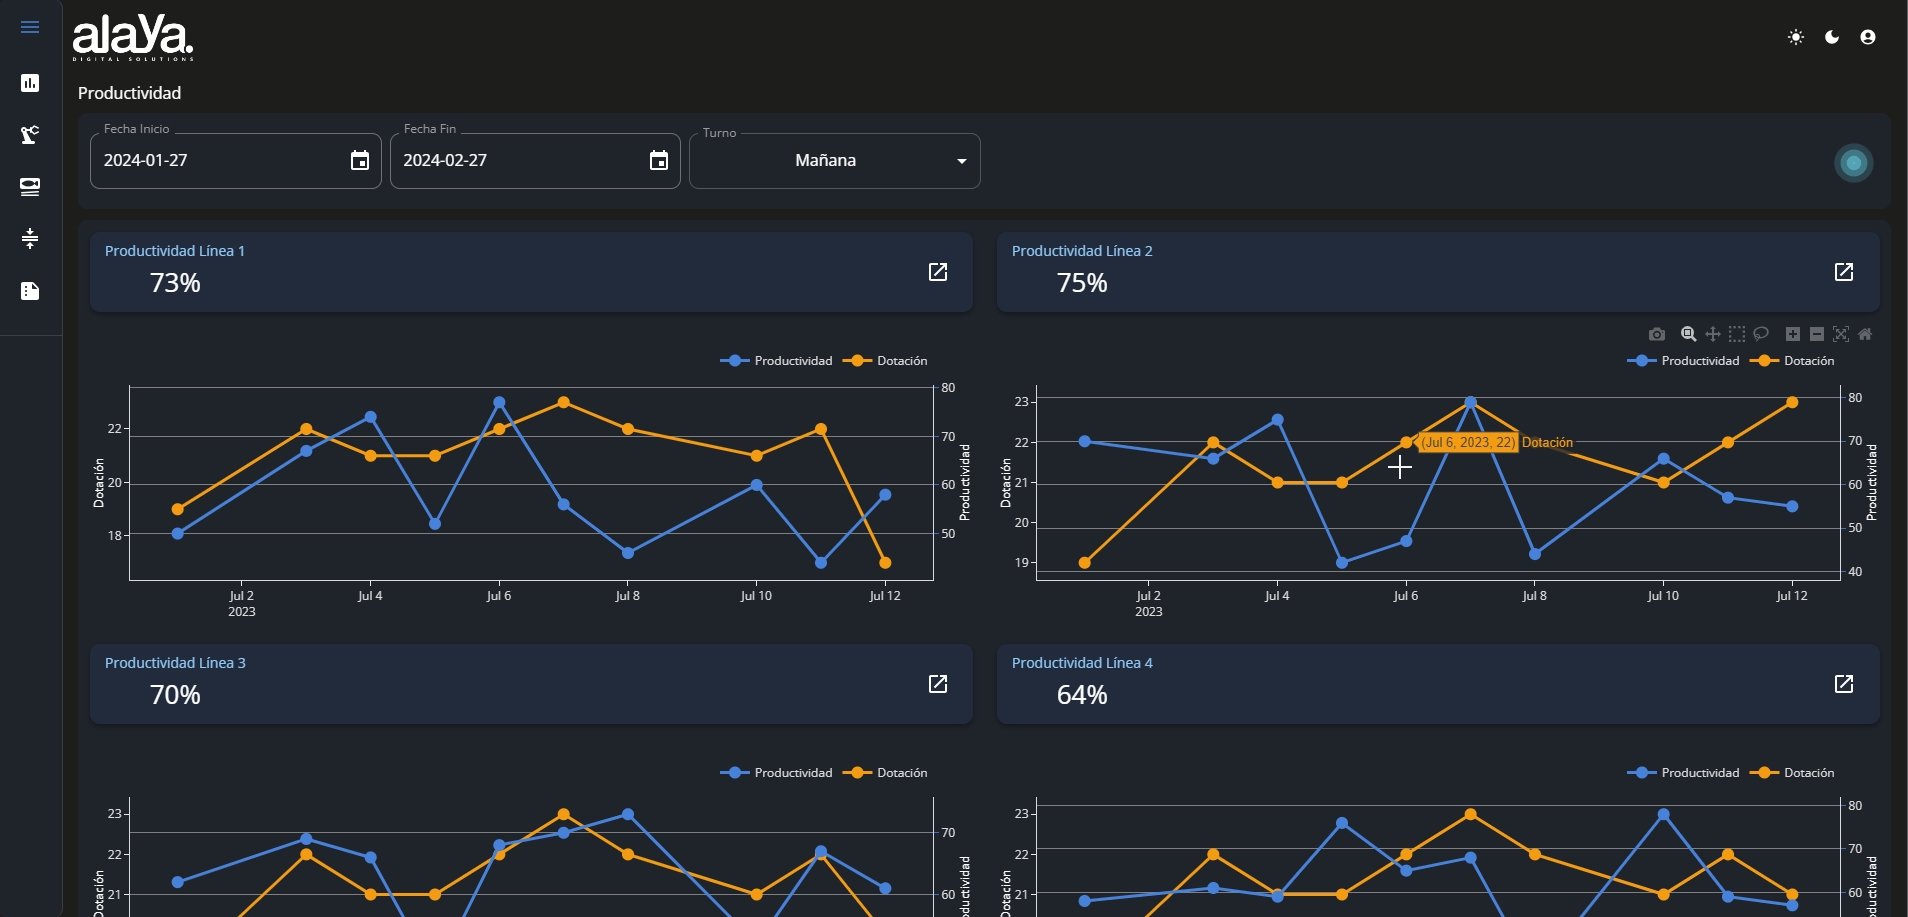 alaYa.
DIGITAL SOLUTIONS
Productividad
Fecha Inicio
2024-01-27
Fecha Fin
2024-02-27
Turno
Mañana
Productividad Línea 1
73%
Productividad Línea 2
75%
Productividad
Dotación
Dotación
22
20
18
80
70
60
50
Productividad
Jul 2
2023
Jul 4
Jul 6
Jul 8
Jul 10
Jul 12
Productividad
Dotación
Dotación
23
22
21
20
19
(Jul 6, 2023, 22) Dotación
80
70
60
50
40
Productividad
Jul 2
2023
Jul 4
Jul 6
Jul 8
Jul 10
Jul 12
Productividad Línea 3
70%
Productividad Línea 4
64%
Productividad
Dotación
Dotación
23
22
21
70
60
Productividad
Productividad
Dotación
Dotación
23
22
21
80
70
60
Productividad